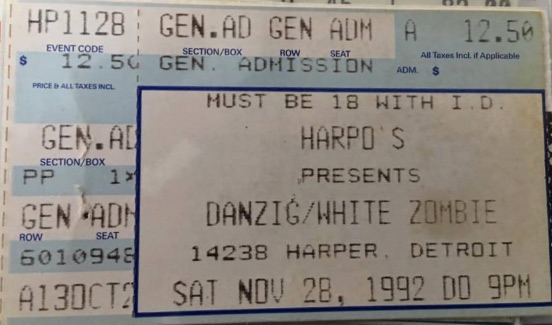 HP1128 GEN.AD GEN ADM A 12.50
EVENT CODE SECTION/BOX ROW SEAT All Taxes Incl. if Applicable
$ 12.50 GEN. ADMISSION ADM. $
PRICE & ALL TAXES INCL.
MUST BE 18 WITH I.D.
GEN.AD HARPO'S
SECTION/BOX
PP 1X PRESENTS
GEN ADM DANZIG/WHITE ZOMBIE
ROW SEAT
6010948 14238 HARPER, DETROIT
A13OCT2 SAT NOV 28, 1992 DO 9PM